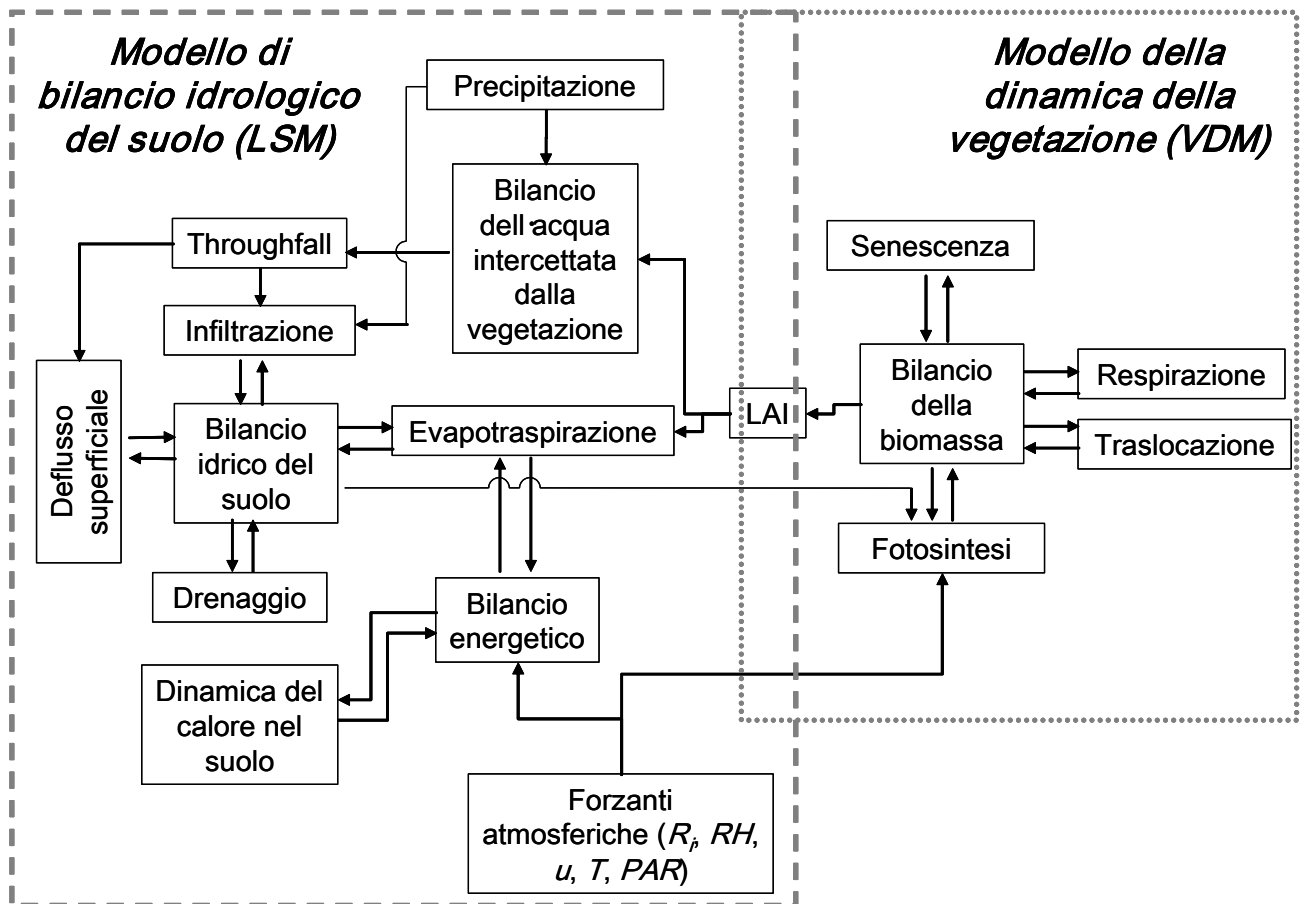 Modello di
bilancio idrologico
del suolo (LSM)
Modello della
dinamica della
vegetazione (VDM)
Precipitazione
Bilancio
dell'acqua
intercettata
dalla
vegetazione
Throughfall
Infiltrazione
Deflusso
superficiale
Bilancio
idrico del
suolo
Evapotraspirazione
LAI
Senescenza
Bilancio
della
biomassa
Respirazione
Traslocazione
Fotosintesi
Drenaggio
Bilancio
energetico
Dinamica del
calore nel
suolo
Forzanti
atmosferiche (Ri, RH,
u, T, PAR)